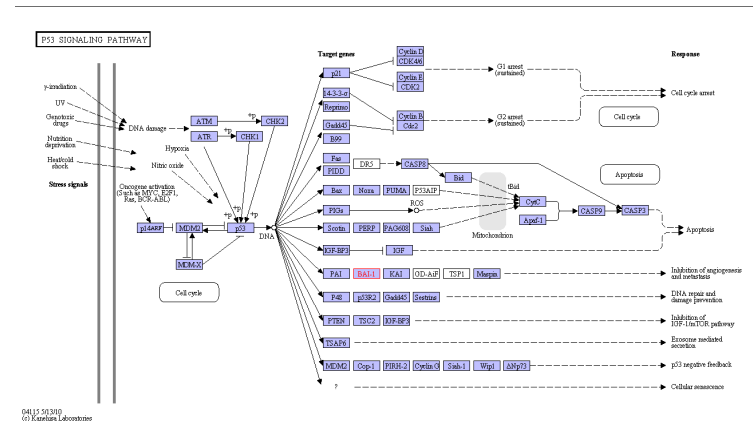 P53 SIGNALING PATHWAY
Target genes
Response
Cyclin D
CDK4/6
p21
Cyclin E
CDK2
G1 arrest
(sustained)
Cell cycle arrest
γ-irradiation
UV
Genotoxic
drugs
Nutrition
deprivation
Heat/cold
shock
Stress signals
DNA damage
ATM
+p
CHK2
ATR
+p
CHK1
Hypoxia
Nitric oxide
14-3-3-σ
Reprimo
Gadd45
B99
Cyclin B
Cdc2
G2 arrest
(sustained)
Cell cycle
Fas
PIDD
DR5
CASP8
Bid
tBid
Apoptosis
Bax
Noxa
PUMA
P53AIP
ROS
CytC
Apaf-1
CASP9
CASP3
Apoptosis
Mitochondrion
PIGs
Scotin
PERP
PAG608
Siah
Oncogene activation
(Such as MYC, E2F1,
Ras, BCR-ABL)
p14ARF
MDM2
+p
+p
+p
p53
DNA
MDM-X
Cell cycle
IGF-BP3
IGF
PAI
BAI-1
KAI
GD-AiF
TSP1
Maspin
Inhibition of angiogenesis
and metastasis
P48
p53R2
Gadd45
Sestrins
DNA repair and
damage prevention
PTEN
TSC2
IGF-BP3
Inhibition of
IGF-1/mTOR pathway
TSAP6
Exosome mediated
secretion
MDM2
Cop-1
PIRH-2
Cyclin G
Siah-1
Wip1
ΔNp73
p53 negative feedback
?
Cellular senescence
04115 5/13/10
(c) Kanehisa Laboratories